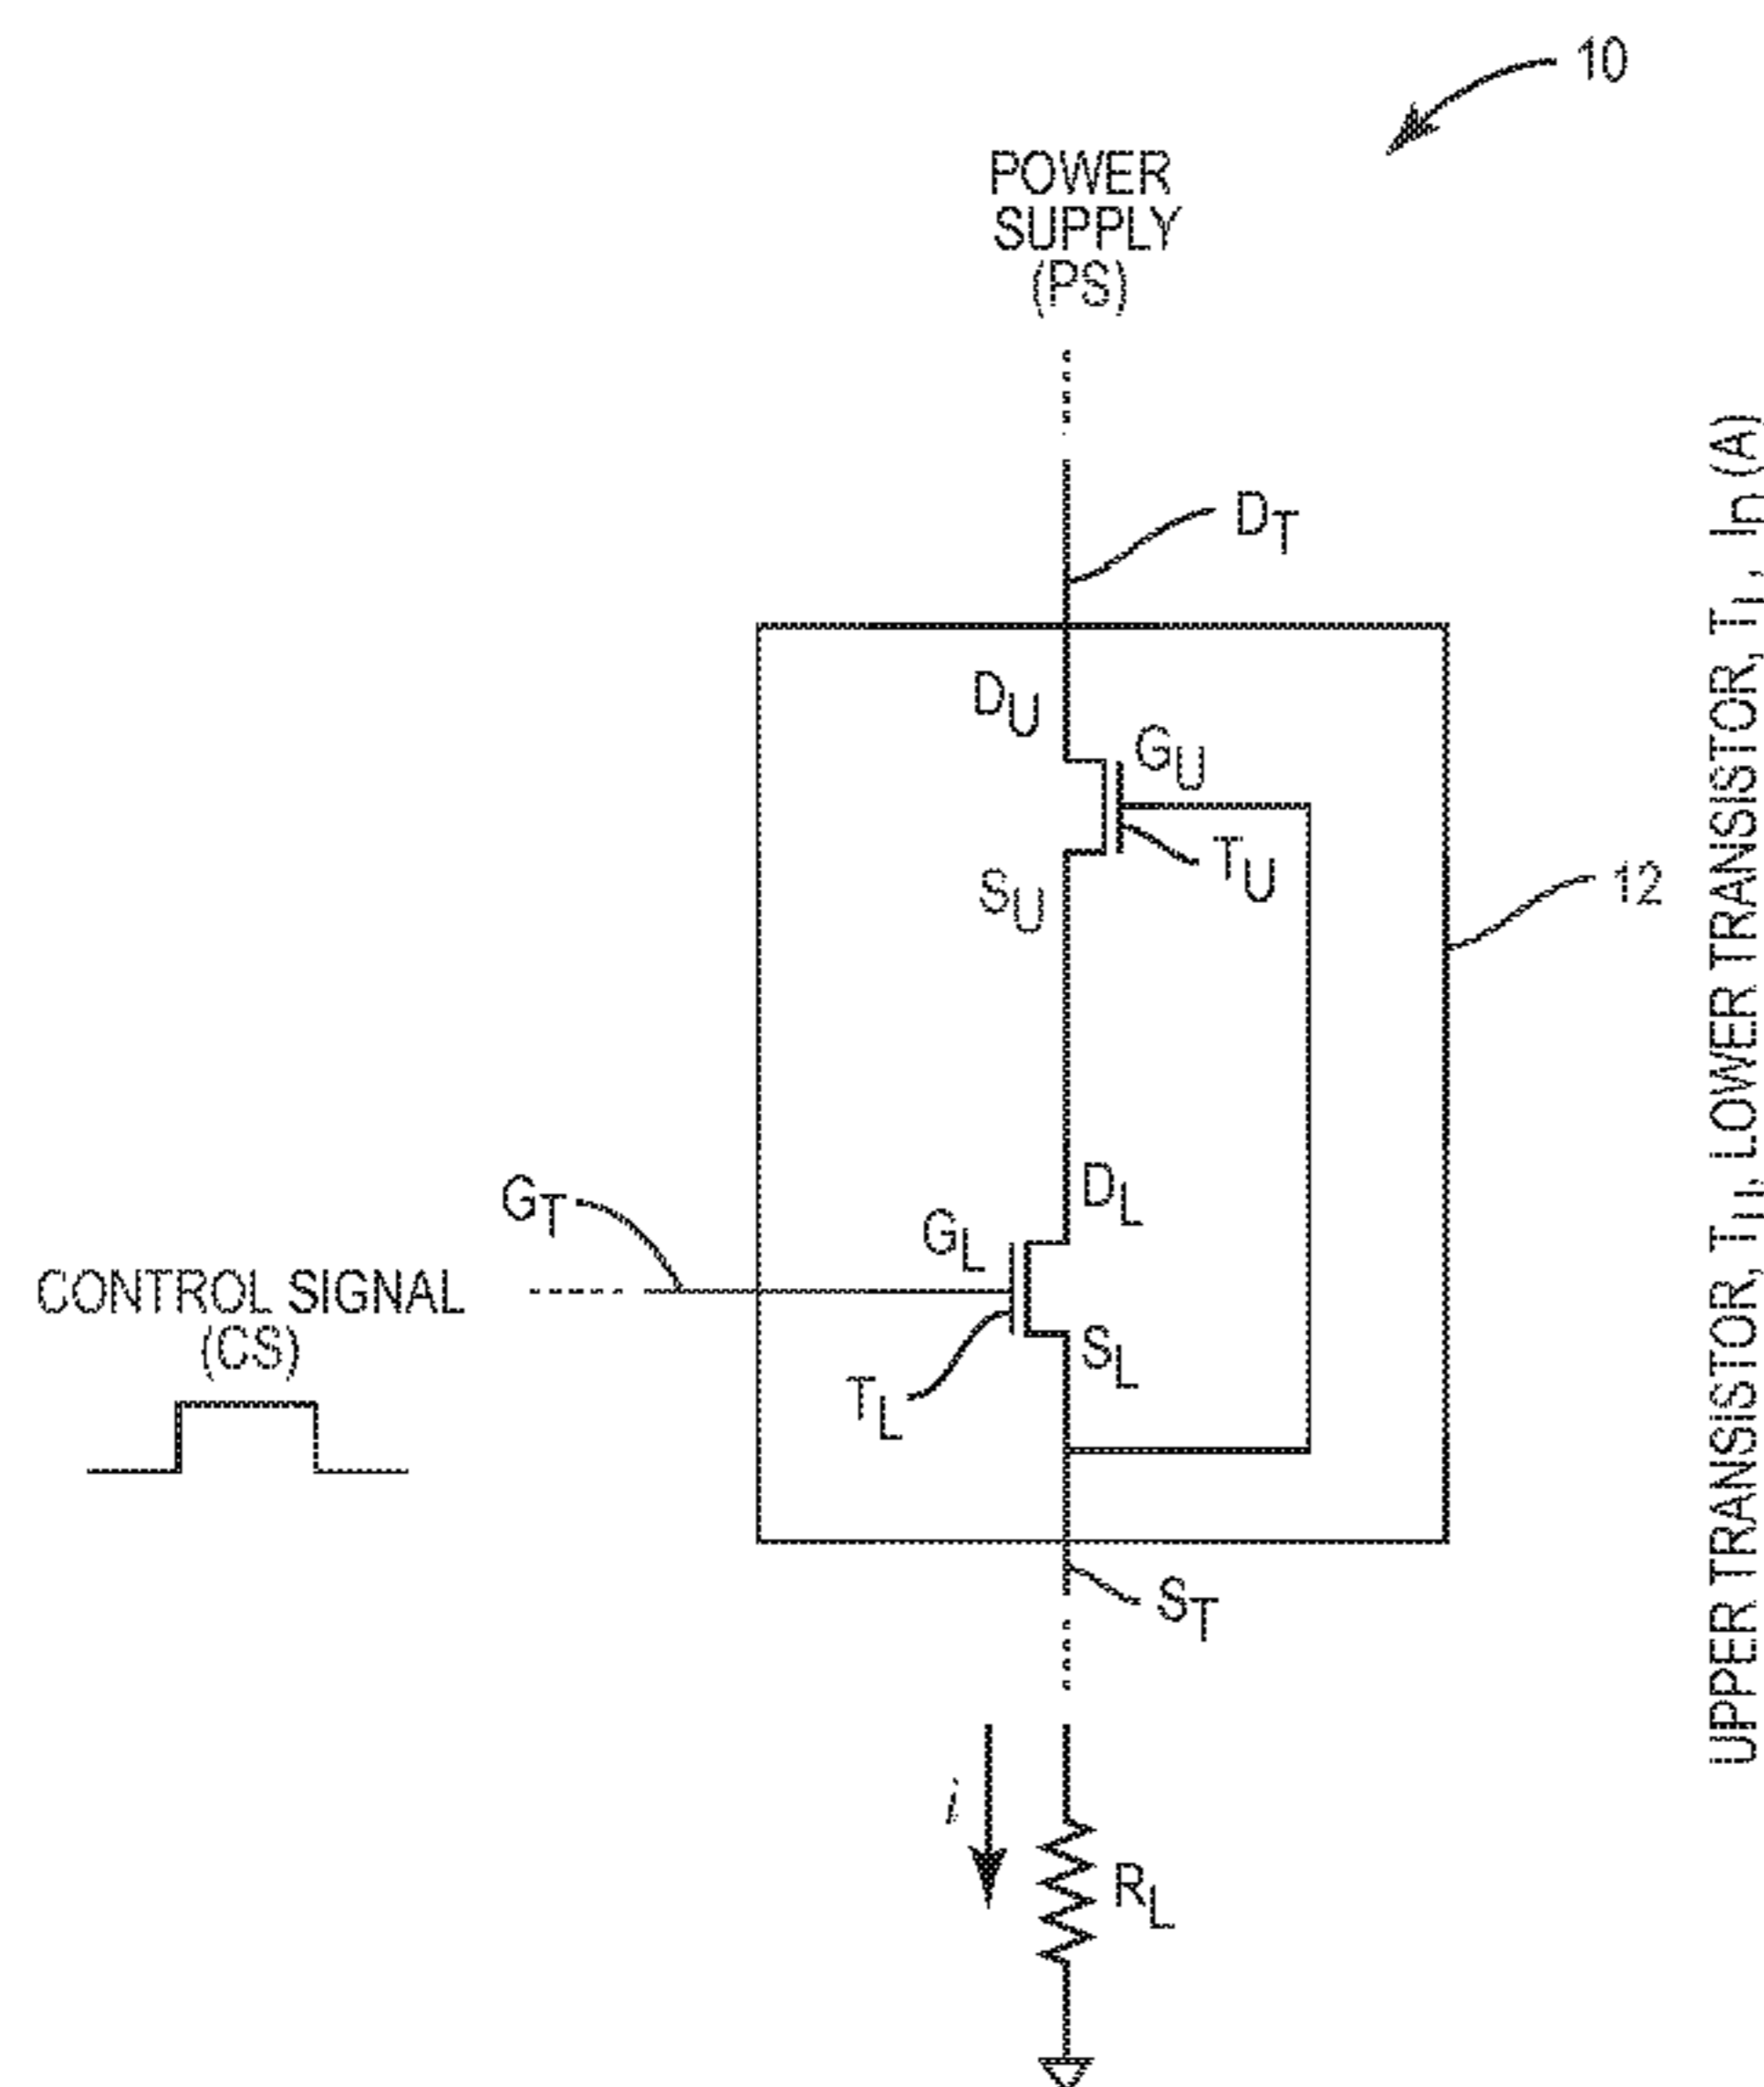 10
POWER
SUPPLY
(PS)
D_T
D_U
G_U
T_U
S_U
12
D_L
G_T
G_L
CONTROL SIGNAL
(CS)
S_L
T_L
S_T
i
R_L
UPPER TRANSISTOR, T_U, LOWER TRANSISTOR, T_L, In (A)